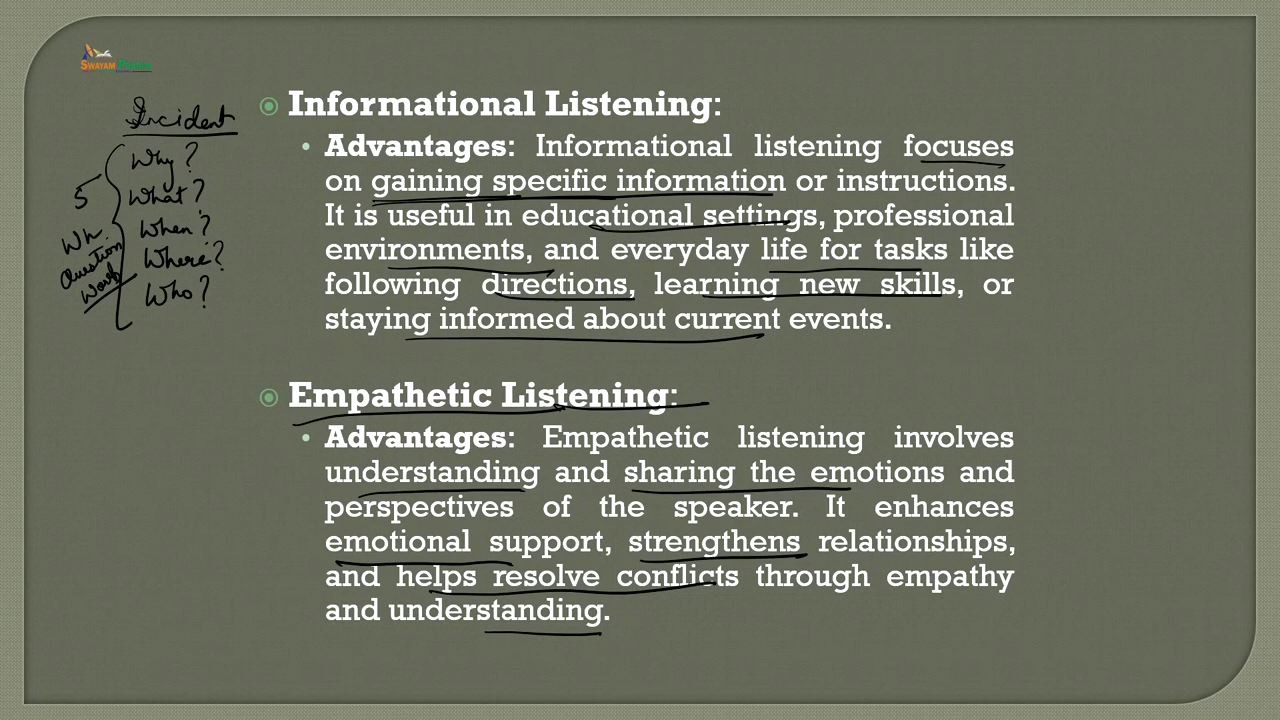 SWAYAM PRABHA
Incident
Why?
What?
When?
Where?
Who?
5
Wh.
Question
Words
Informational Listening:
• Advantages: Informational listening focuses
on gaining specific information or instructions.
It is useful in educational settings, professional
environments, and everyday life for tasks like
following directions, learning new skills, or
staying informed about current events.
Empathetic Listening:
• Advantages: Empathetic listening involves
understanding and sharing the emotions and
perspectives of the speaker. It enhances
emotional support, strengthens relationships,
and helps resolve conflicts through empathy
and understanding.